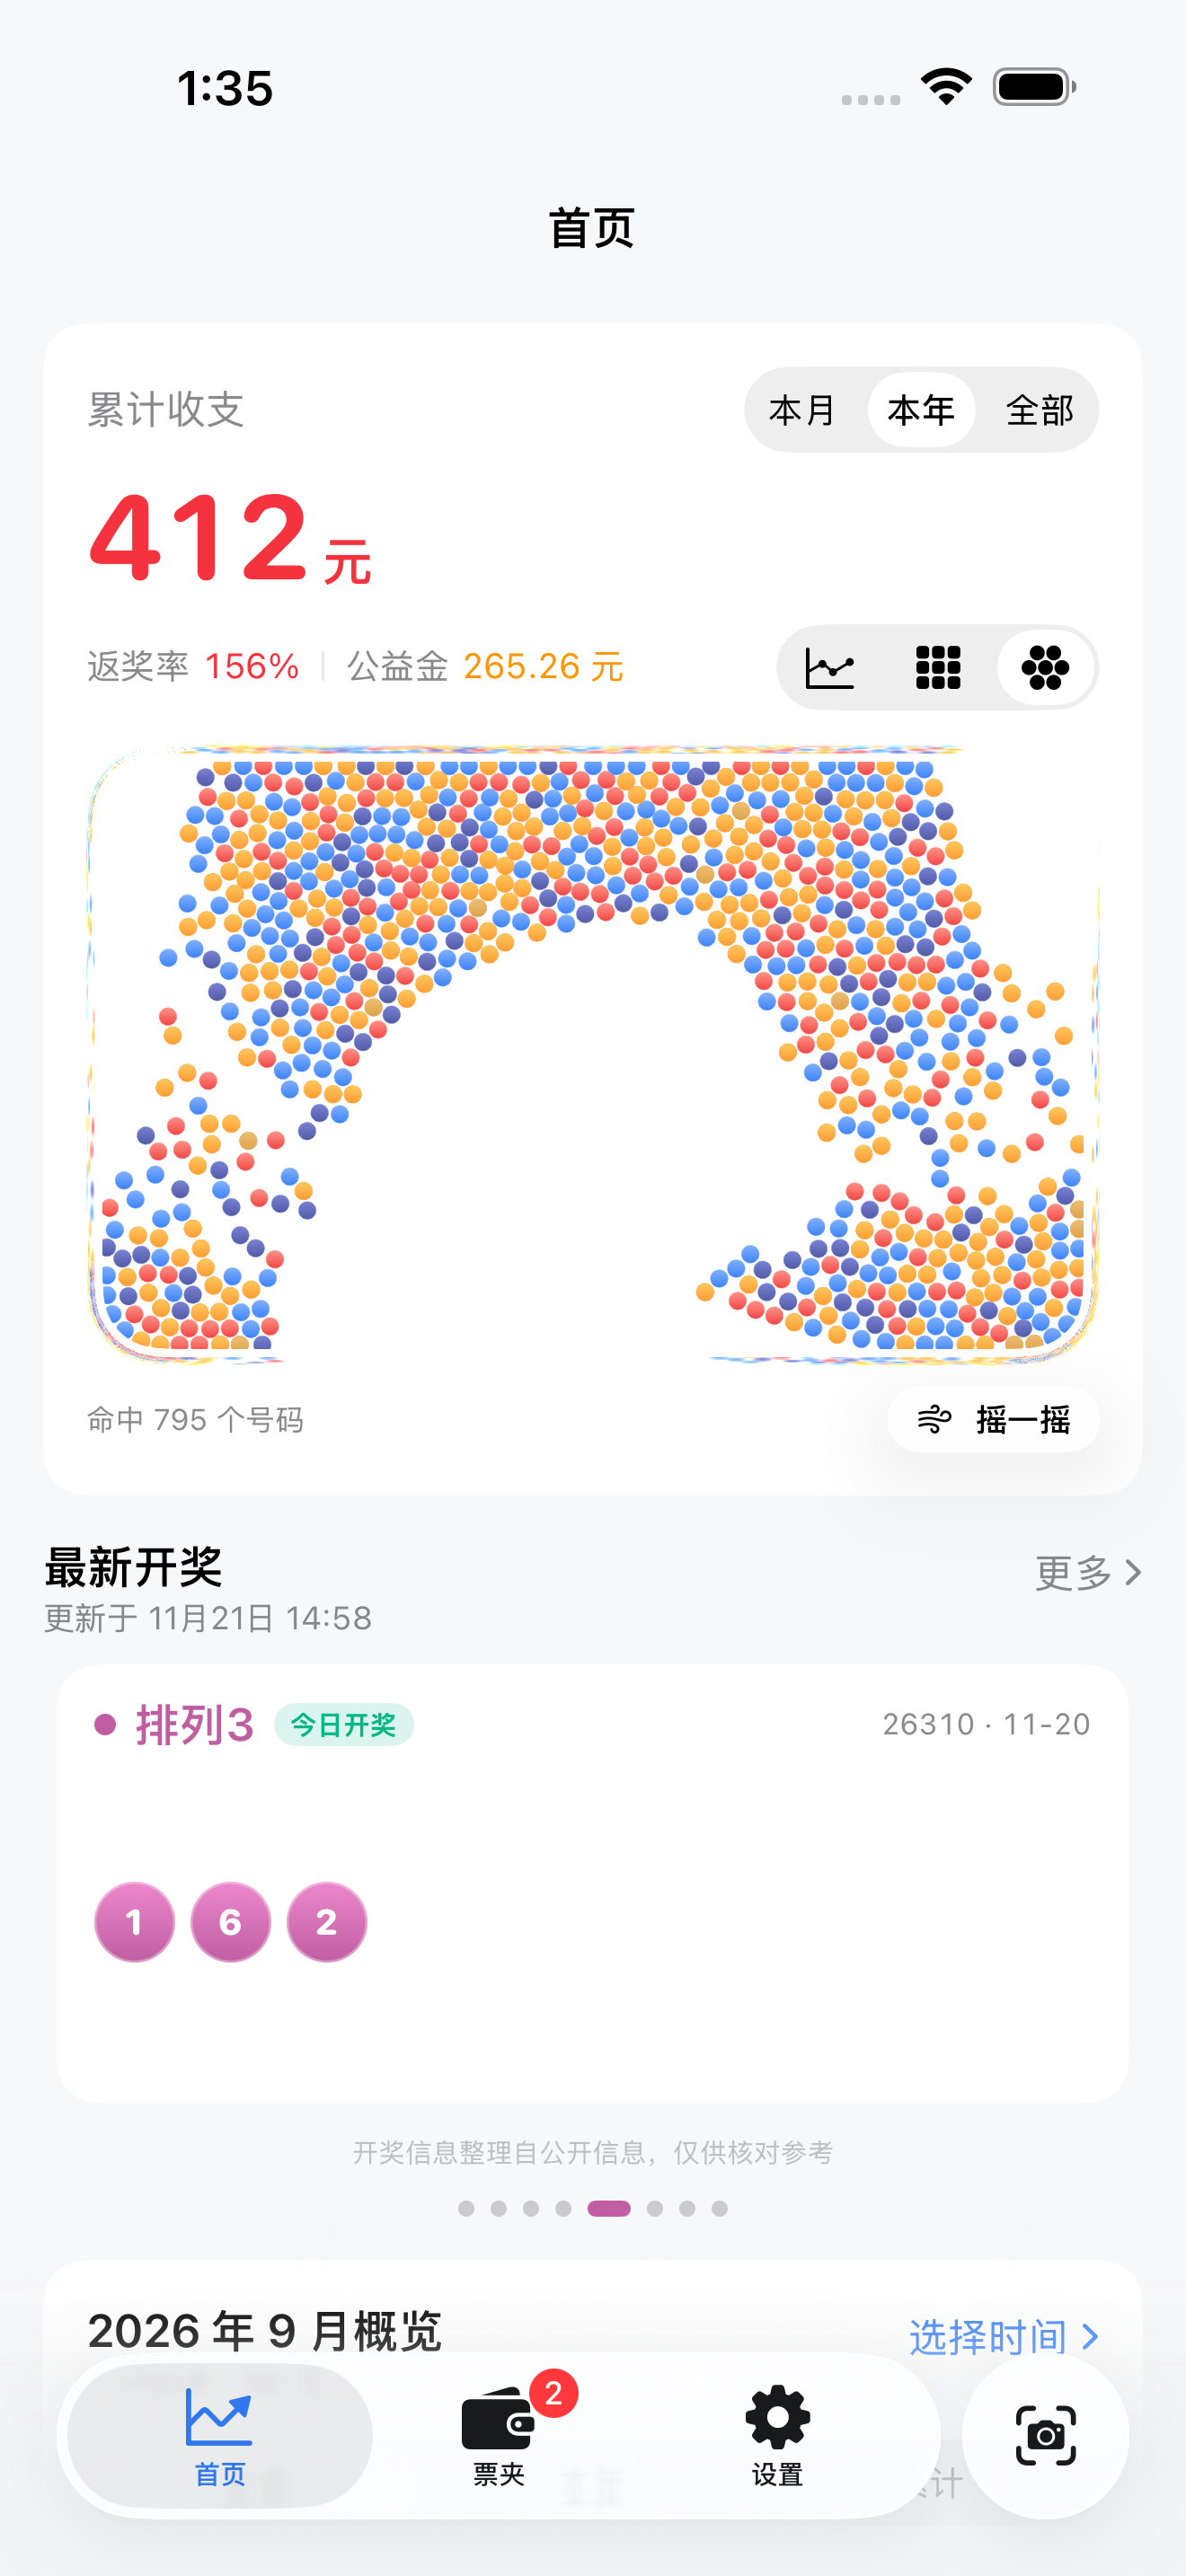 1:35
首页
累计收支
本月 本年 全部
412 元
返奖率 156% 公益金 265.26 元
命中 795 个号码
摇一摇
最新开奖
更多
更新于 11月21日 14:58
排列3 今日开奖 26310 · 11-20
1 6 2
开奖信息整理自公开信息，仅供核对参考
2026 年 9 月概览
选择时间
2
首页 票夹 设置
计